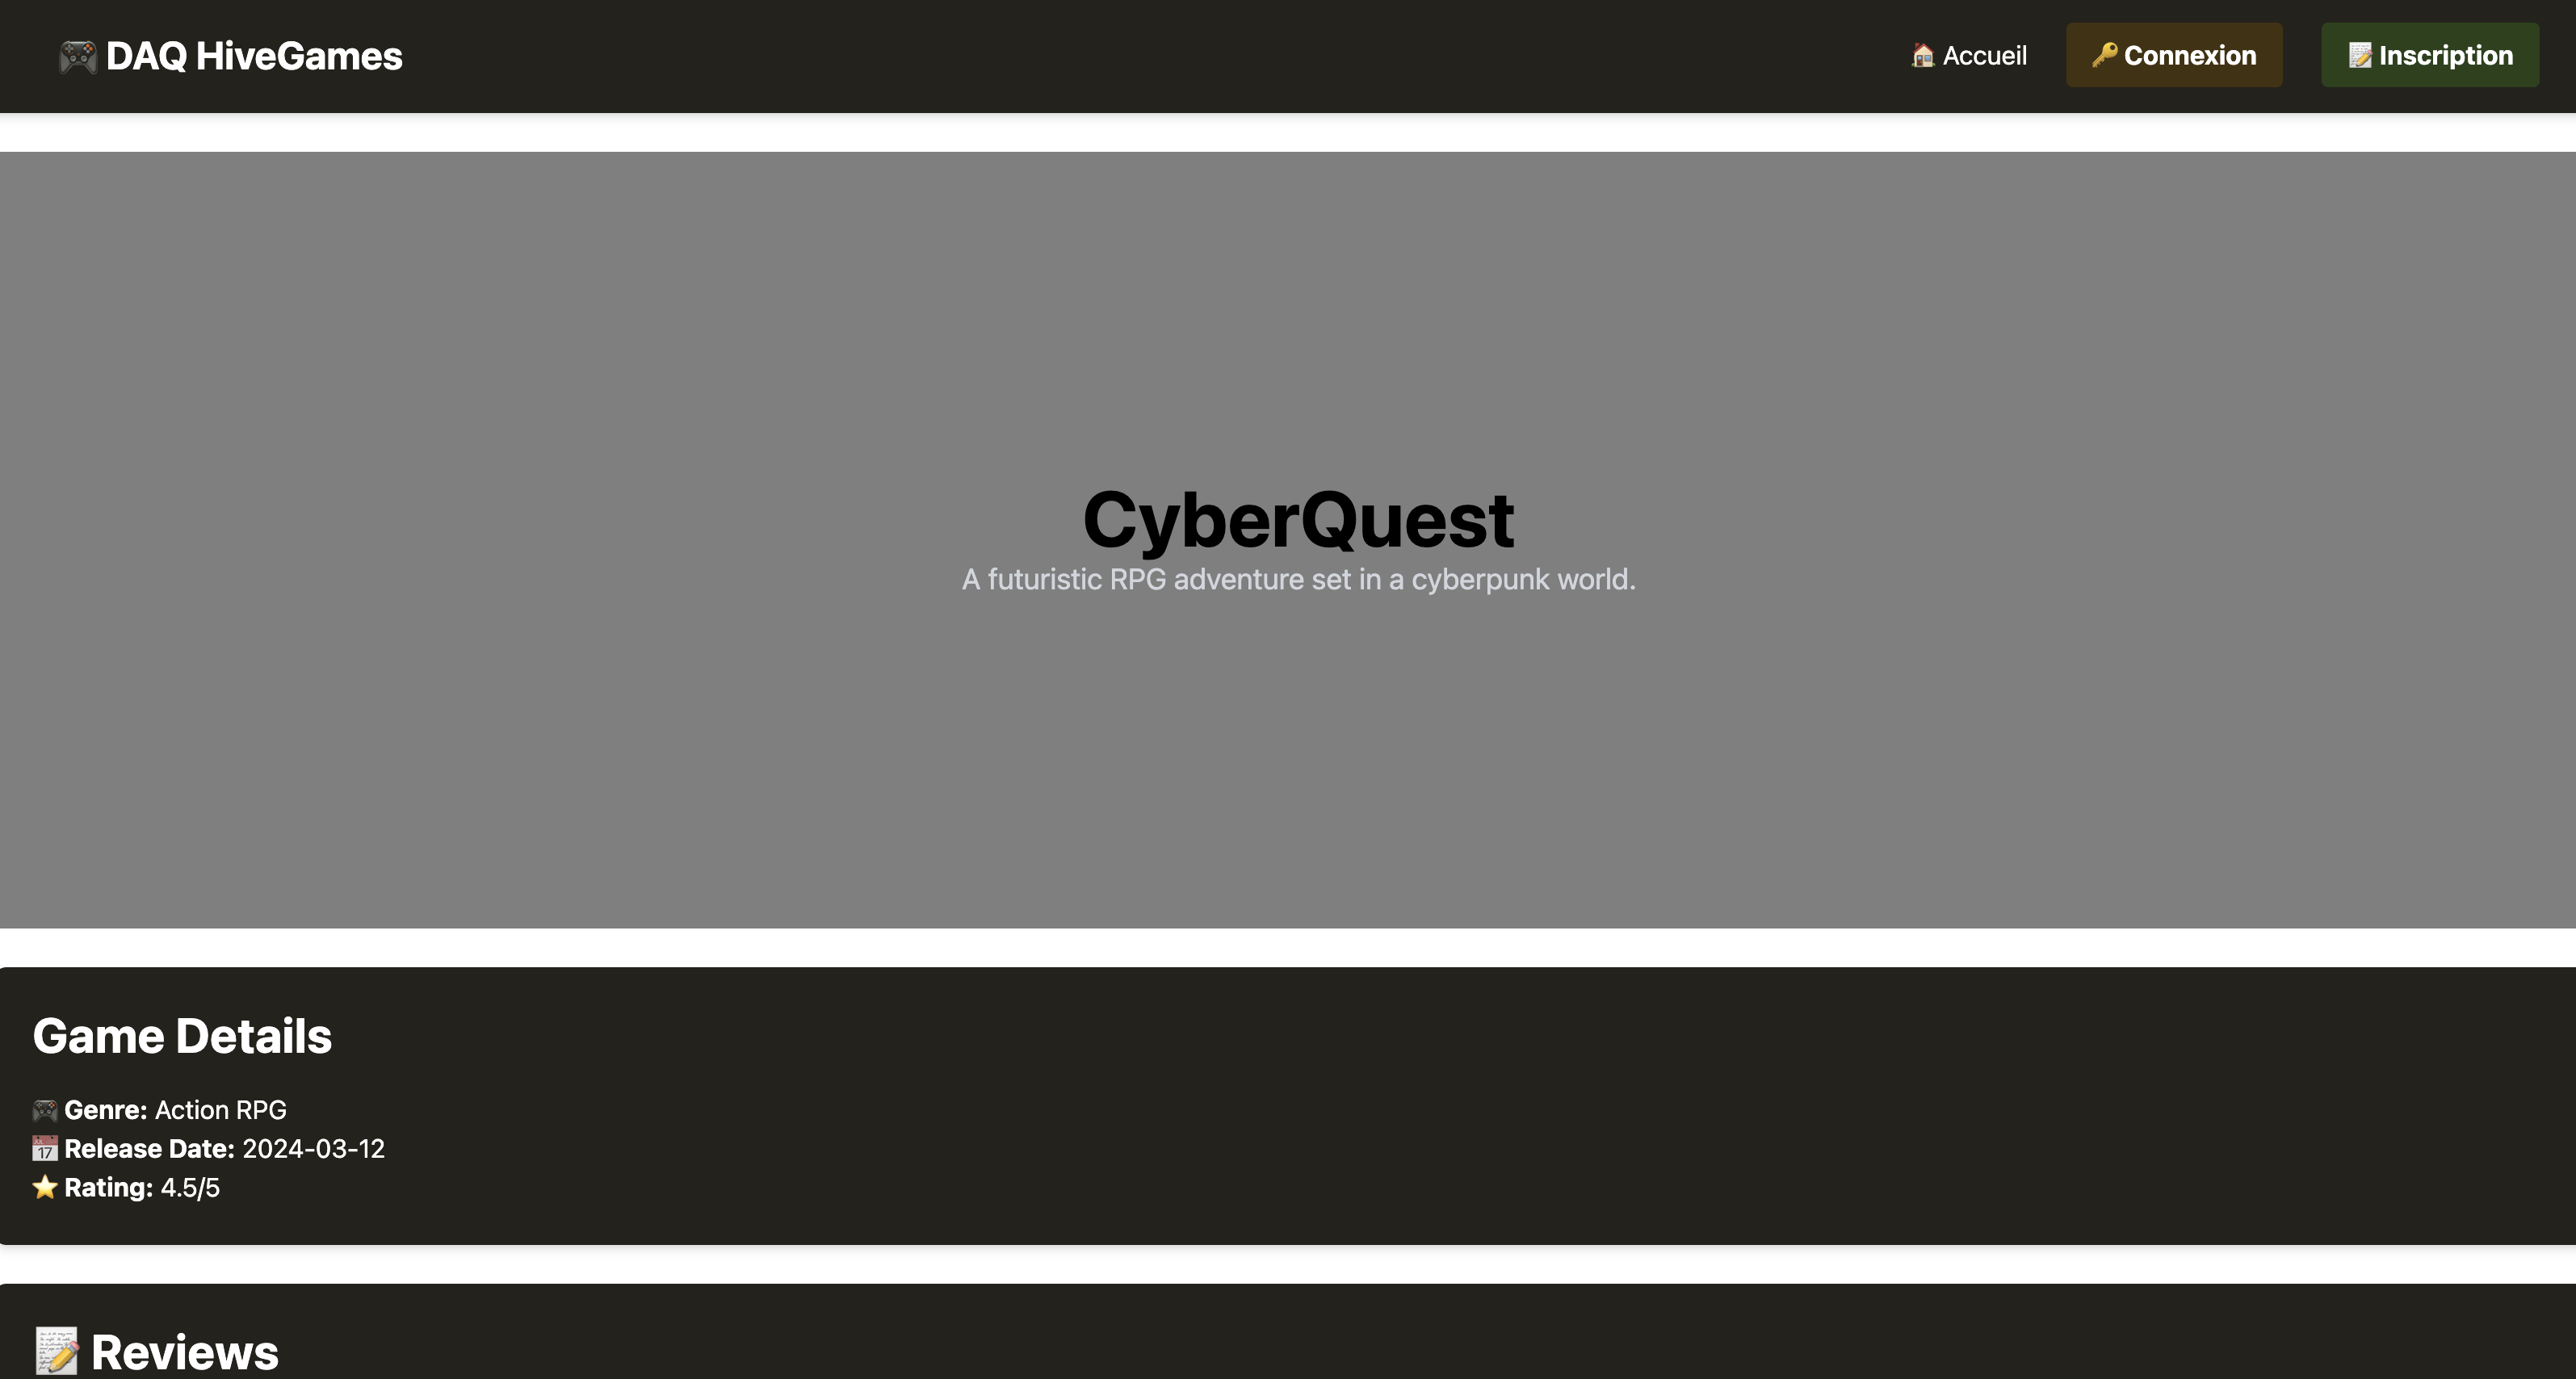 DAQ HiveGames
Accueil
Connexion
Inscription
CyberQuest
A futuristic RPG adventure set in a cyberpunk world.
Game Details
Genre: Action RPG
Release Date: 2024-03-12
Rating: 4.5/5
Reviews